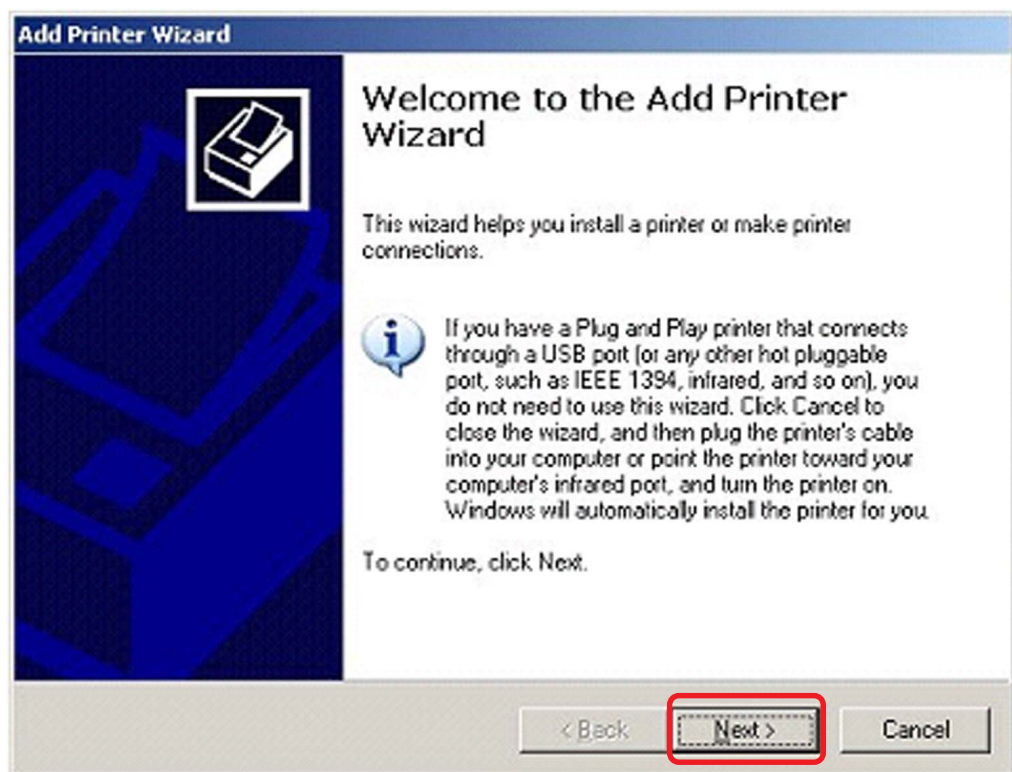 Add Printer Wizard
Welcome to the Add Printer
Wizard
This wizard helps you install a printer or make printer
connections.
If you have a Plug and Play printer that connects
through a USB port (or any other hot pluggable
port, such as IEEE 1394, infrared, and so on), you
do not need to use this wizard. Click Cancel to
close the wizard, and then plug the printer's cable
into your computer or point the printer toward your
computer's infrared port, and turn the printer on.
Windows will automatically install the printer for you.
To continue, click Next.
< Back Next > Cancel